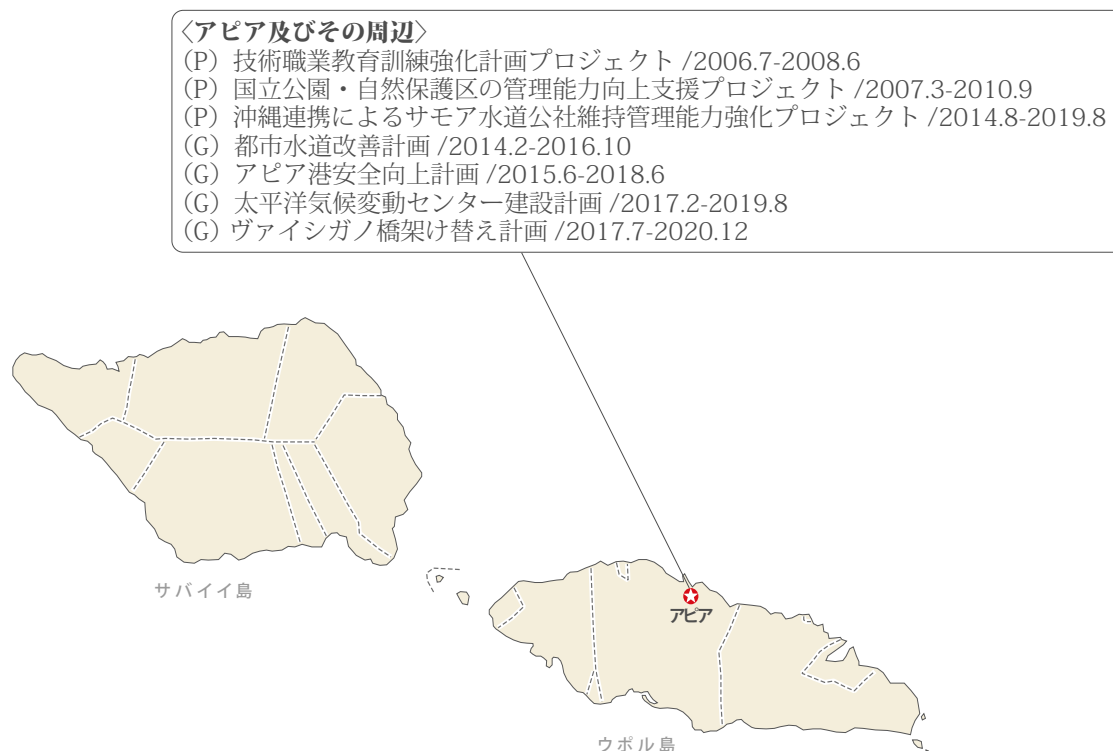 〈アピア及びその周辺〉
(P) 技術職業教育訓練強化計画プロジェクト /2006.7-2008.6
(P) 国立公園・自然保護区の管理能力向上支援プロジェクト /2007.3-2010.9
(P) 沖縄連携によるサモア水道公社維持管理能力強化プロジェクト /2014.8-2019.8
(G) 都市水道改善計画 /2014.2-2016.10
(G) アピア港安全向上計画 /2015.6-2018.6
(G) 太平洋気候変動センター建設計画 /2017.2-2019.8
(G) ヴァイシガノ橋架け替え計画 /2017.7-2020.12
サバイイ島
アピア
ウポル島